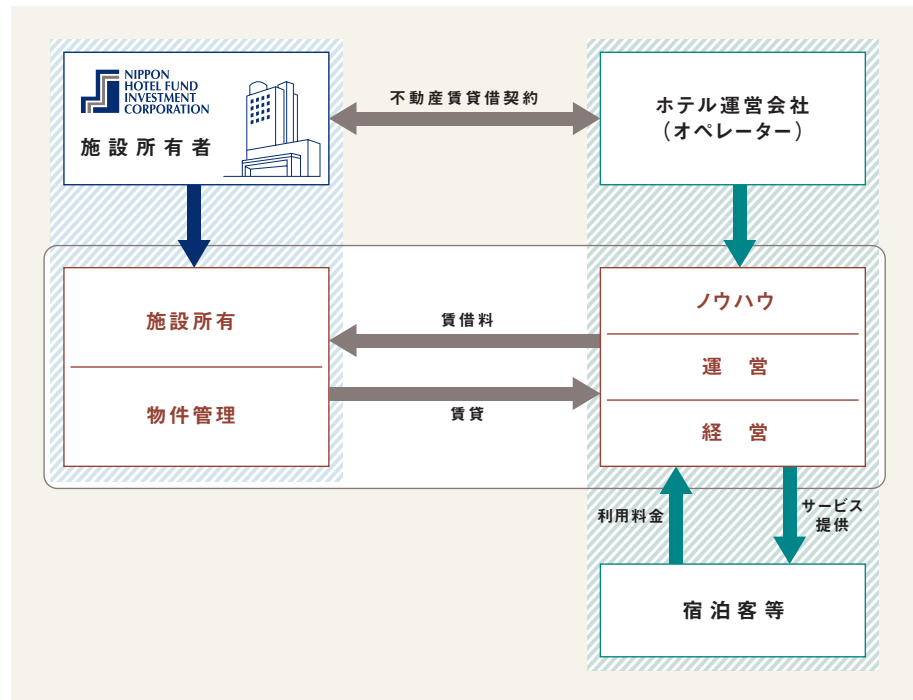 NIPPON
HOTEL FUND
INVESTMENT
CORPORATION
施設所有者
不動産賃貸借契約
ホテル運営会社
（オペレーター）
施設所有
物件管理
賃借料
賃貸
ノウハウ
運　営
経　営
利用料金
サービス
提供
宿泊客等